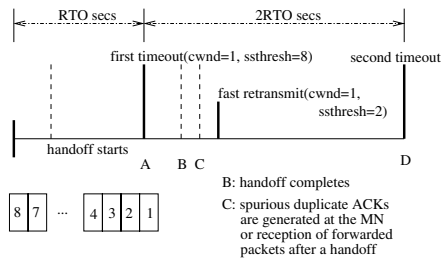 RTO secs
2RTO secs
first timeout(cwnd=1, ssthresh=8)
second timeout
fast retransmit(cwnd=1,
ssthresh=2)
handoff starts
A
B
C
D
B: handoff completes
8 7 ... 4 3 2 1
C: spurious duplicate ACKs
are generated at the MN
or reception of forwarded
packets after a handoff